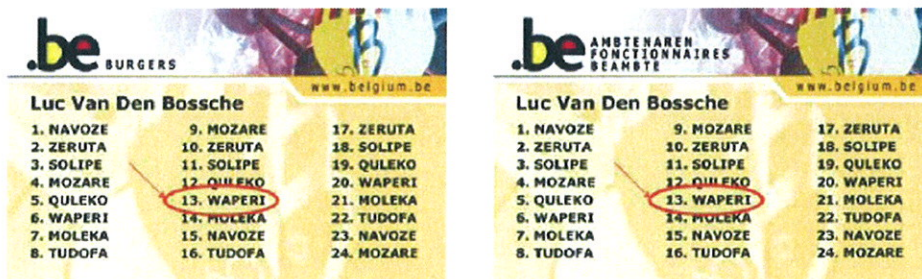 .be BURGERS
www.belgium.be
Luc Van Den Bossche
1. NAVOZE 9. MOZARE 17. ZERUTA
2. ZERUTA 10. ZERUTA 18. SOLIPE
3. SOLIPE 11. SOLIPE 19. QULEKO
4. MOZARE 12. QULEKO 20. WAPERI
5. QULEKO 13. WAPERI 21. MOLEKA
6. WAPERI 14. MOLEKA 22. TUDOFA
7. MOLEKA 15. NAVOZE 23. NAVOZE
8. TUDOFA 16. TUDOFA 24. MOZARE
.be AMBTENAREN
FONCTIONNAIRES
BEAMBTE
www.belgium.be
Luc Van Den Bossche
1. NAVOZE 9. MOZARE 17. ZERUTA
2. ZERUTA 10. ZERUTA 18. SOLIPE
3. SOLIPE 11. SOLIPE 19. QULEKO
4. MOZARE 12. QULEKO 20. WAPERI
5. QULEKO 13. WAPERI 21. MOLEKA
6. WAPERI 14. MOLEKA 22. TUDOFA
7. MOLEKA 15. NAVOZE 23. NAVOZE
8. TUDOFA 16. TUDOFA 24. MOZARE